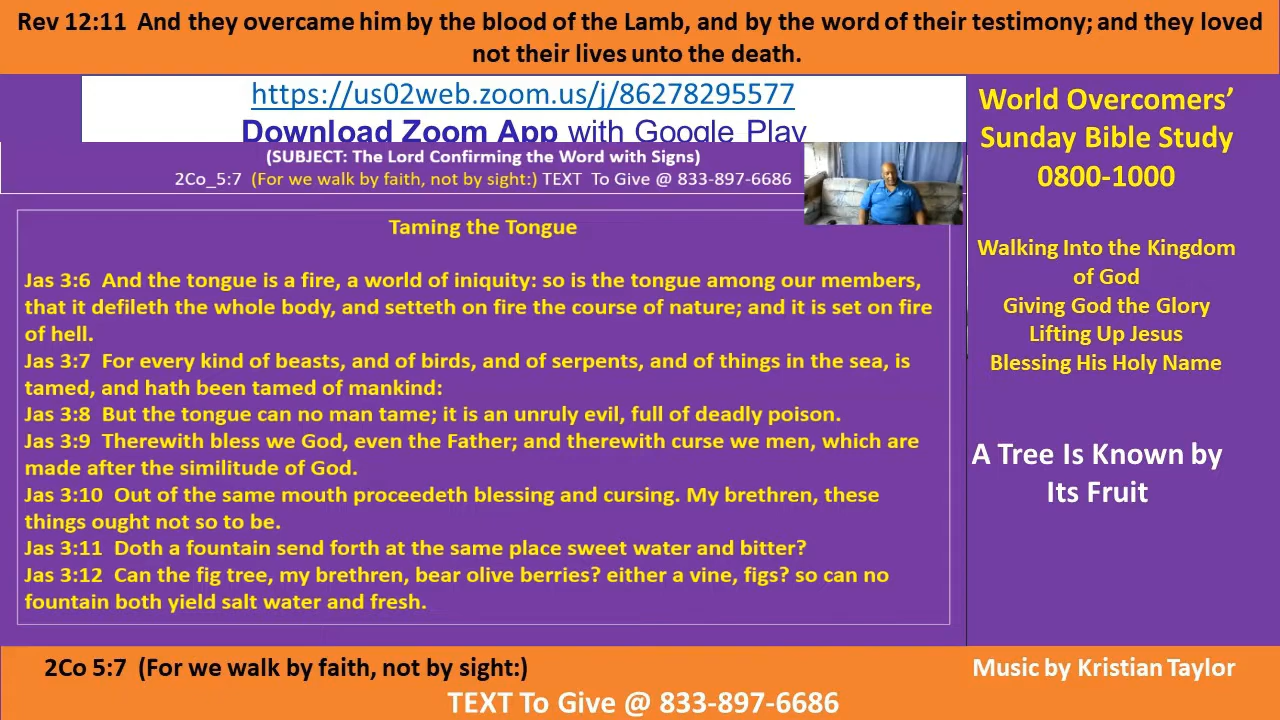 Rev 12:11  And they overcame him by the blood of the Lamb, and by the word of their testimony; and they loved
not their lives unto the death.
https://us02web.zoom.us/j/86278295577
Download Zoom App with Google Play
(SUBJECT: The Lord Confirming the Word with Signs)
2Co_5:7  (For we walk by faith, not by sight:) TEXT  To Give @ 833-897-6686
Taming the Tongue
Jas 3:6  And the tongue is a fire, a world of iniquity: so is the tongue among our members,
that it defileth the whole body, and setteth on fire the course of nature; and it is set on fire
of hell.
Jas 3:7  For every kind of beasts, and of birds, and of serpents, and of things in the sea, is
tamed, and hath been tamed of mankind:
Jas 3:8  But the tongue can no man tame; it is an unruly evil, full of deadly poison.
Jas 3:9  Therewith bless we God, even the Father; and therewith curse we men, which are
made after the similitude of God.
Jas 3:10  Out of the same mouth proceedeth blessing and cursing. My brethren, these
things ought not so to be.
Jas 3:11  Doth a fountain send forth at the same place sweet water and bitter?
Jas 3:12  Can the fig tree, my brethren, bear olive berries? either a vine, figs? so can no
fountain both yield salt water and fresh.
World Overcomers’
Sunday Bible Study
0800-1000
Walking Into the Kingdom
of God
Giving God the Glory
Lifting Up Jesus
Blessing His Holy Name
A Tree Is Known by
Its Fruit
2Co 5:7  (For we walk by faith, not by sight:)
Music by Kristian Taylor
TEXT To Give @ 833-897-6686